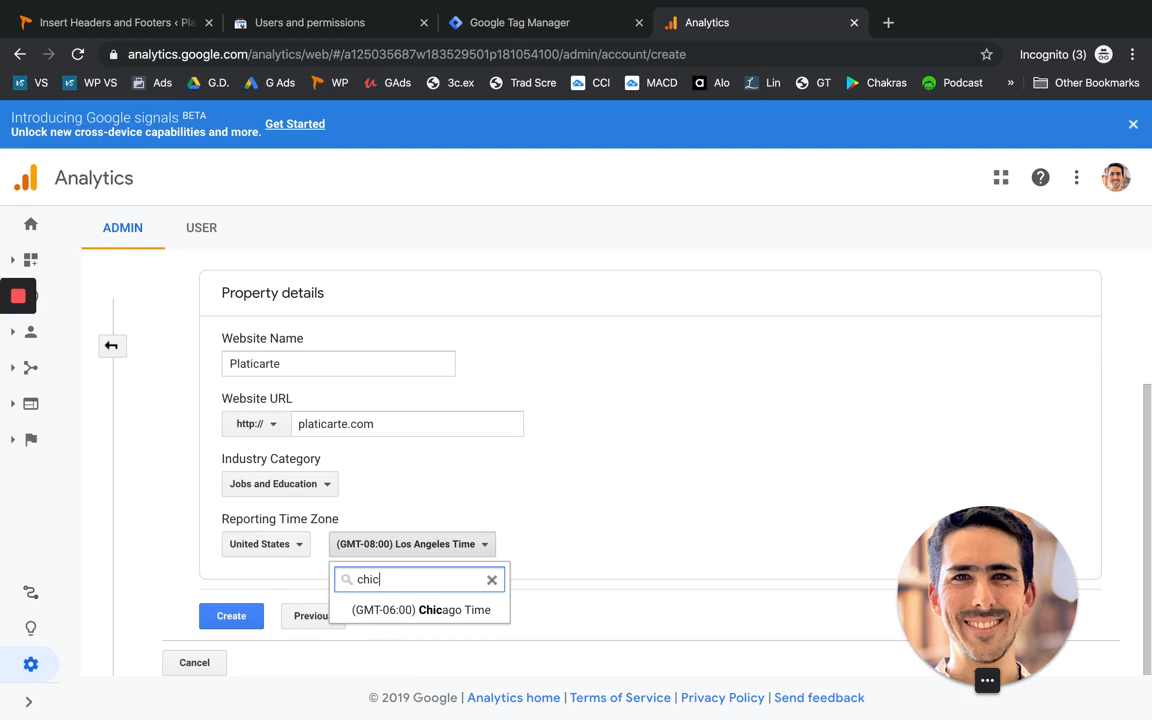 Insert Headers and Footers ‹ Pla
Users and permissions
Google Tag Manager
Analytics
analytics.google.com/analytics/web/#/a125035687w183529501p181054100/admin/account/create
Incognito (3)
VS
WP VS
Ads
G.D.
G Ads
WP
GAds
3c.ex
Trad Scre
CCI
MACD
Alo
Lin
GT
Chakras
Podcast
»
Other Bookmarks
Introducing Google signals BETA
Unlock new cross-device capabilities and more. Get Started
Analytics
ADMIN
USER
Property details
Website Name
Platicarte
Website URL
http://
platicarte.com
Industry Category
Jobs and Education
Reporting Time Zone
United States
(GMT-08:00) Los Angeles Time
chic
(GMT-06:00) Chicago Time
Create
Previou
Cancel
© 2019 Google | Analytics home | Terms of Service | Privacy Policy | Send feedback